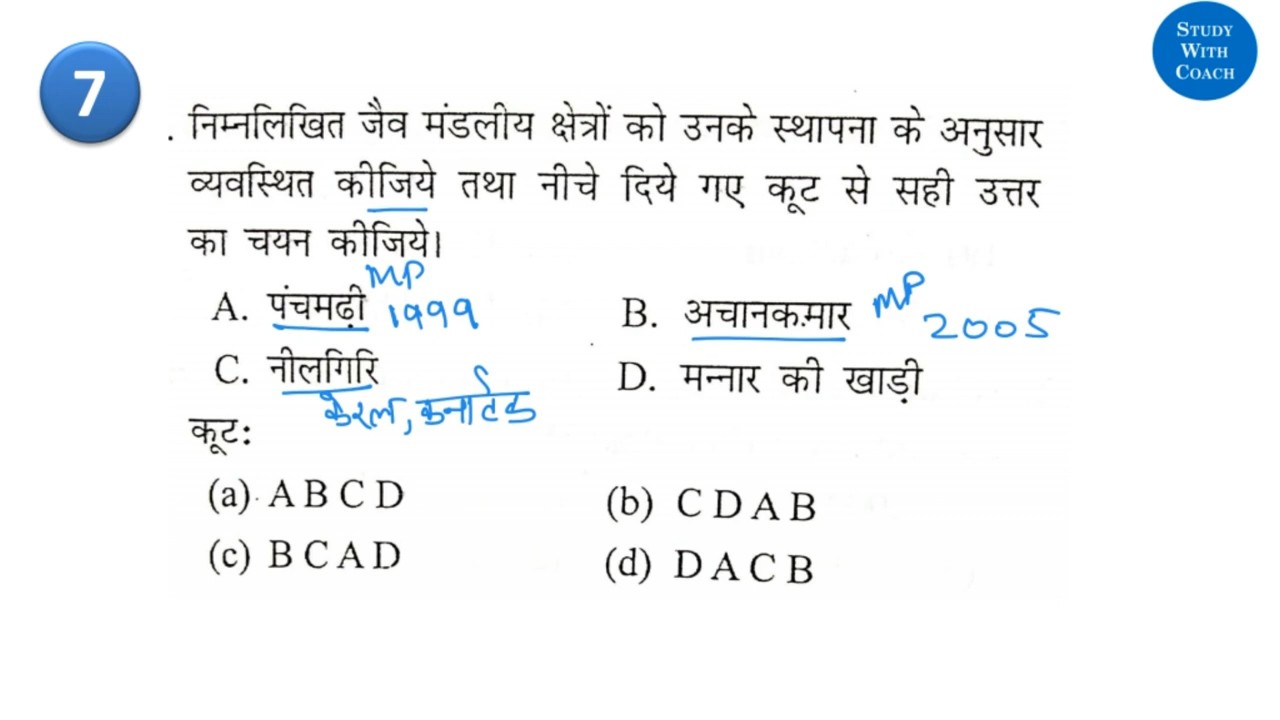 7
STUDY
WITH
COACH
. निम्नलिखित जैव मंडलीय क्षेत्रों को उनके स्थापना के अनुसार
व्यवस्थित कीजिये तथा नीचे दिये गए कूट से सही उत्तर
का चयन कीजिये।
MP
A. पंचमढ़ी 1999
B. अचानकमार MP 2005
C. नीलगिरि
केरल, कर्नाटक
D. मन्नार की खाड़ी
कूट:
(a) A B C D
(b) C D A B
(c) B C A D
(d) D A C B